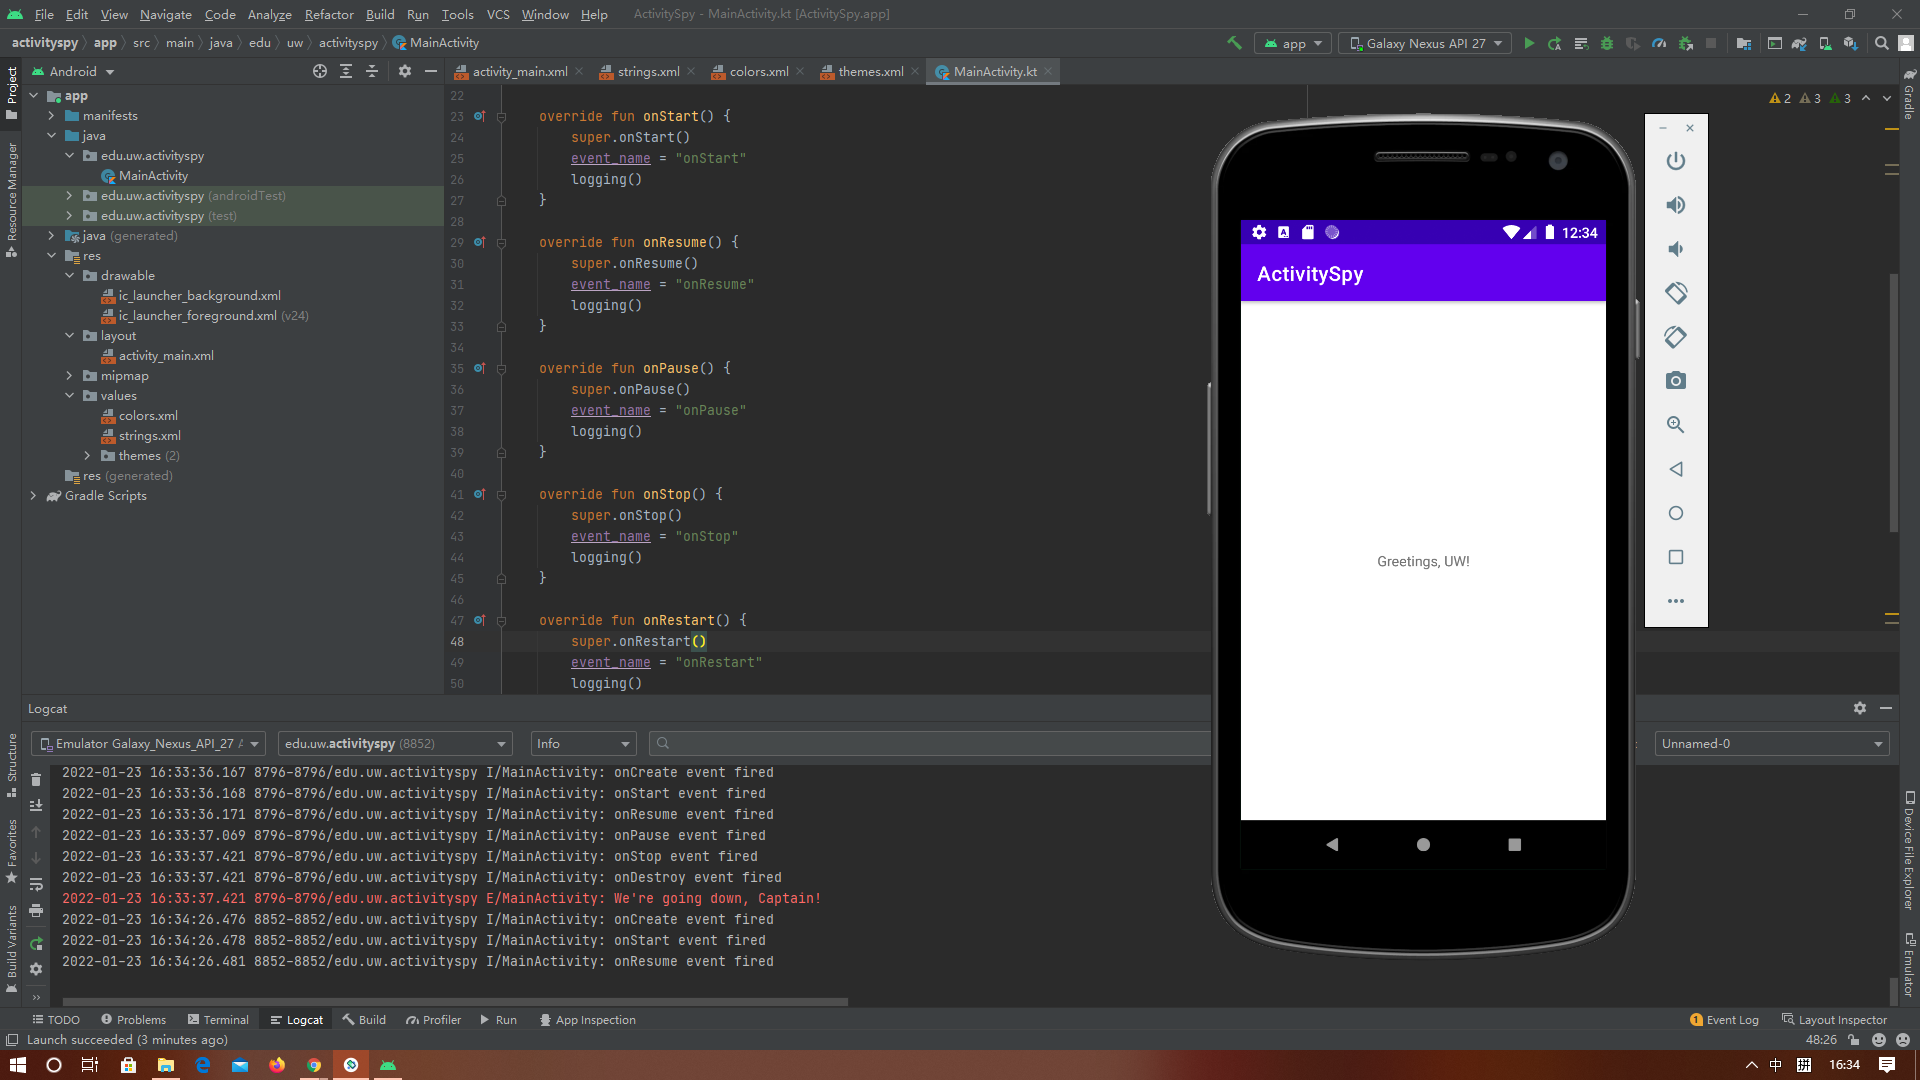 File Edit View Navigate Code Analyze Refactor Build Run Tools VCS Window Help ActivitySpy - MainActivity.kt [ActivitySpy.app]
activityspy app src main java edu uw activityspy MainActivity app Galaxy Nexus API 27
Android activity_main.xml strings.xml colors.xml themes.xml MainActivity.kt
Project
Resource Manager
Structure
Favorites
Build Variants
app
manifests
java
edu.uw.activityspy
MainActivity
edu.uw.activityspy (androidTest)
edu.uw.activityspy (test)
java (generated)
res
drawable
ic_launcher_background.xml
ic_launcher_foreground.xml (v24)
layout
activity_main.xml
mipmap
values
colors.xml
strings.xml
themes (2)
res (generated)
Gradle Scripts
2 3 3
22
23 override fun onStart() {
24 super.onStart()
25 event_name = "onStart"
26 logging()
27 }
28
29 override fun onResume() {
30 super.onResume()
31 event_name = "onResume"
32 logging()
33 }
34
35 override fun onPause() {
36 super.onPause()
37 event_name = "onPause"
38 logging()
39 }
40
41 override fun onStop() {
42 super.onStop()
43 event_name = "onStop"
44 logging()
45 }
46
47 override fun onRestart() {
48 super.onRestart()
49 event_name = "onRestart"
50 logging()
12:34
ActivitySpy
Greetings, UW!
Gradle
Device File Explorer
Emulator
Logcat
Emulator Galaxy_Nexus_API_27 edu.uw.activityspy (8852) Info Unnamed-0
2022-01-23 16:33:36.167 8796-8796/edu.uw.activityspy I/MainActivity: onCreate event fired
2022-01-23 16:33:36.168 8796-8796/edu.uw.activityspy I/MainActivity: onStart event fired
2022-01-23 16:33:36.171 8796-8796/edu.uw.activityspy I/MainActivity: onResume event fired
2022-01-23 16:33:37.069 8796-8796/edu.uw.activityspy I/MainActivity: onPause event fired
2022-01-23 16:33:37.421 8796-8796/edu.uw.activityspy I/MainActivity: onStop event fired
2022-01-23 16:33:37.421 8796-8796/edu.uw.activityspy I/MainActivity: onDestroy event fired
2022-01-23 16:33:37.421 8796-8796/edu.uw.activityspy E/MainActivity: We're going down, Captain!
2022-01-23 16:34:26.476 8852-8852/edu.uw.activityspy I/MainActivity: onCreate event fired
2022-01-23 16:34:26.478 8852-8852/edu.uw.activityspy I/MainActivity: onStart event fired
2022-01-23 16:34:26.481 8852-8852/edu.uw.activityspy I/MainActivity: onResume event fired
TODO Problems Terminal Logcat Build Profiler Run App Inspection 1 Event Log Layout Inspector
Launch succeeded (3 minutes ago) 48:26
中 拼 16:34